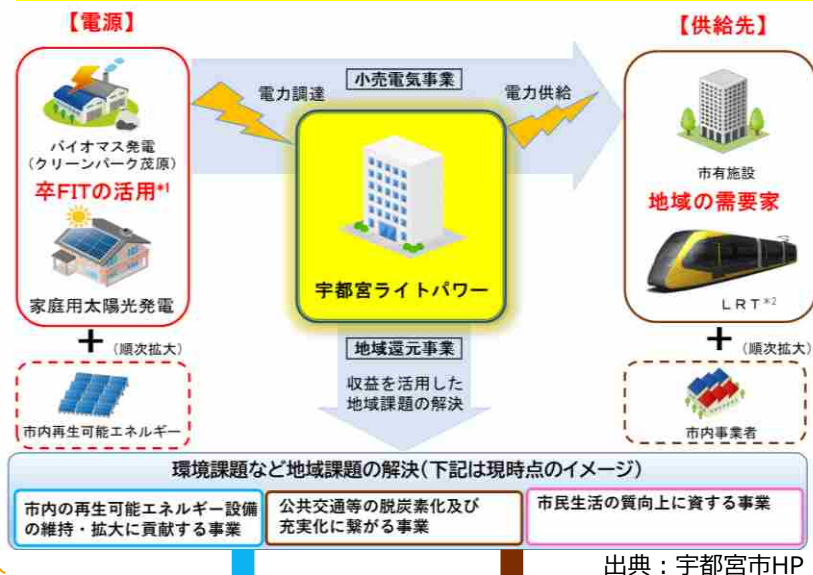 【電源】
バイオマス発電
(クリーンパーク茂原)
卒FITの活用*1
家庭用太陽光発電
+ (順次拡大)
市内再生可能エネルギー
小売電気事業
電力調達
電力供給
宇都宮ライトパワー
地域還元事業
収益を活用した
地域課題の解決
【供給先】
市有施設
地域の需要家
LRT*2
+ (順次拡大)
市内事業者
環境課題など地域課題の解決(下記は現時点のイメージ)
市内の再生可能エネルギー設備
の維持・拡大に貢献する事業
公共交通等の脱炭素化及び
充実化に繋がる事業
市民生活の質向上に資する事業
出典：宇都宮市HP